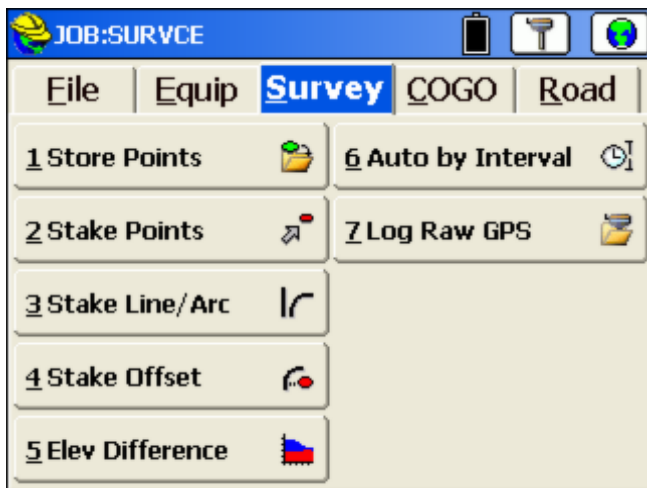 JOB:SURVCE
File Equip Survey COGO Road
1 Store Points
2 Stake Points
3 Stake Line/Arc
4 Stake Offset
5 Elev Difference
6 Auto by Interval
7 Log Raw GPS